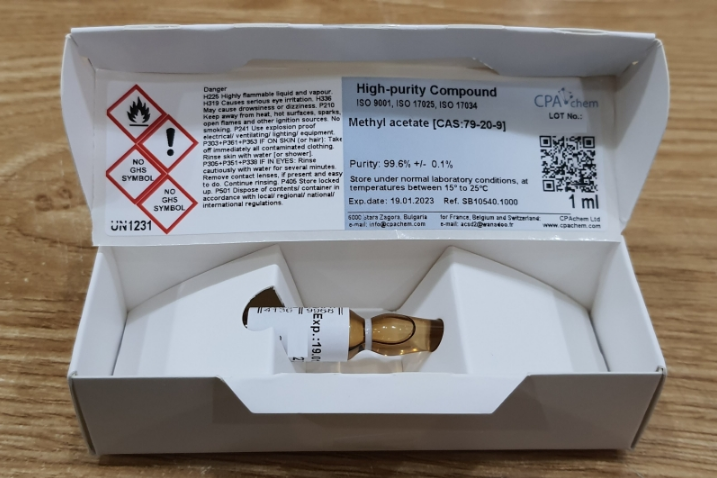 Danger
H225 Highly flammable liquid and vapour.
H319 Causes serious eye irritation. H336
May cause drowsiness or dizziness. P210
Keep away from heat, hot surfaces, sparks,
open flames and other ignition sources. No
smoking. P241 Use explosion proof
electrical/ ventilating/ lighting/ equipment.
P303+P361+P353 IF ON SKIN (or hair): Take
off immediately all contaminated clothing.
Rinse skin with water [or shower].
P305+P351+P338 IF IN EYES: Rinse
cautiously with water for several minutes.
Remove contact lenses, if present and easy
to do. Continue rinsing. P405 Store locked
up. P501 Dispose of contents/ container in
accordance with local/ regional/ national/
international regulations.
NO
GHS
SYMBOL
NO
GHS
SYMBOL
UN1231
High-purity Compound
ISO 9001, ISO 17025, ISO 17034
CPAchem
LOT No.:
Methyl acetate [CAS:79-20-9]
Purity: 99.6% +/- 0.1%
Store under normal laboratory conditions, at
temperatures between 15° to 25°C
1 ml
Exp.date: 19.01.2023 Ref. SB10540.1000
6000 Stara Zagora, Bulgaria
e-mail: info@cpachem.com
for France, Belgium and Switzerland:
e-mail: acsd2@wanadoo.fr
CPAchem Ltd
www.cpachem.com
Exp.:19.0